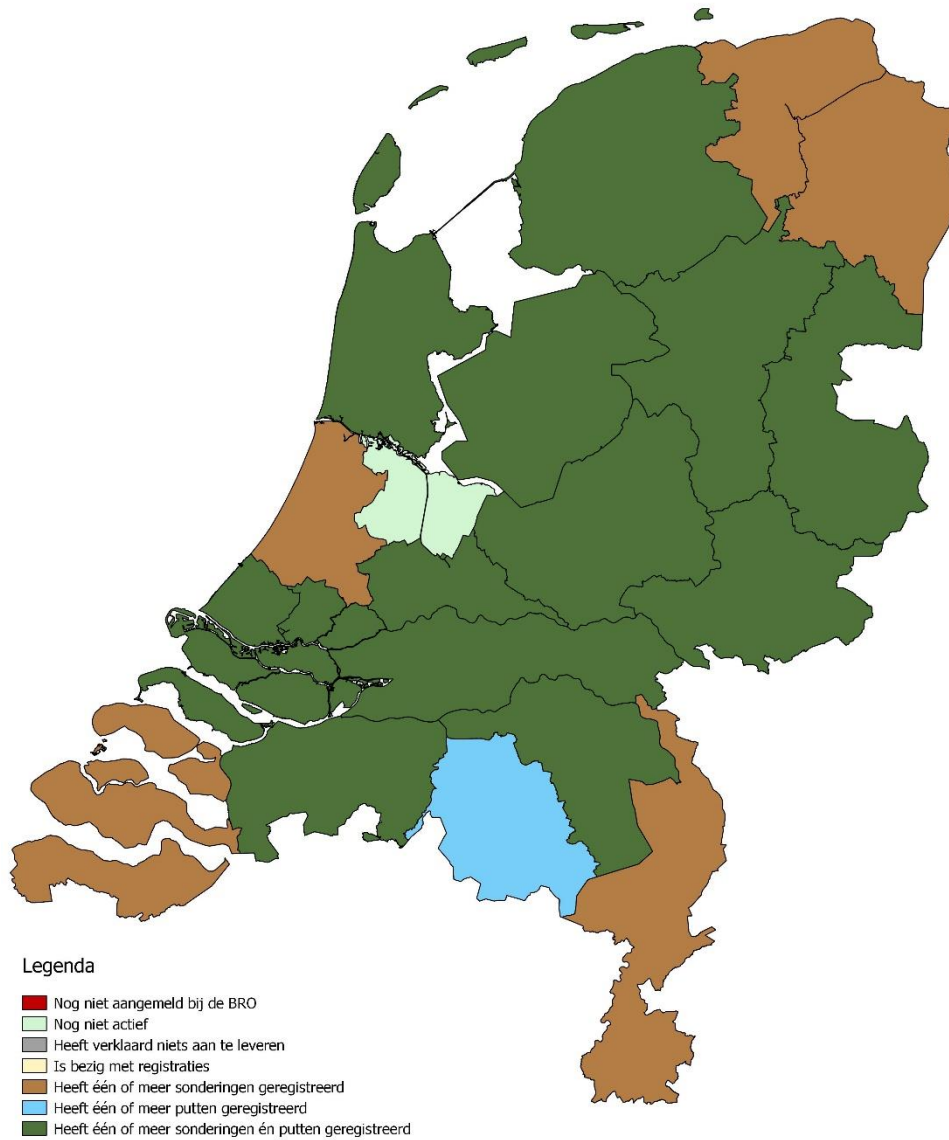 Legenda
Nog niet aangemeld bij de BRO
Nog niet actief
Heeft verklaard niets aan te leveren
Is bezig met registraties
Heeft één of meer sonderingen geregistreerd
Heeft één of meer putten geregistreerd
Heeft één of meer sonderingen én putten geregistreerd